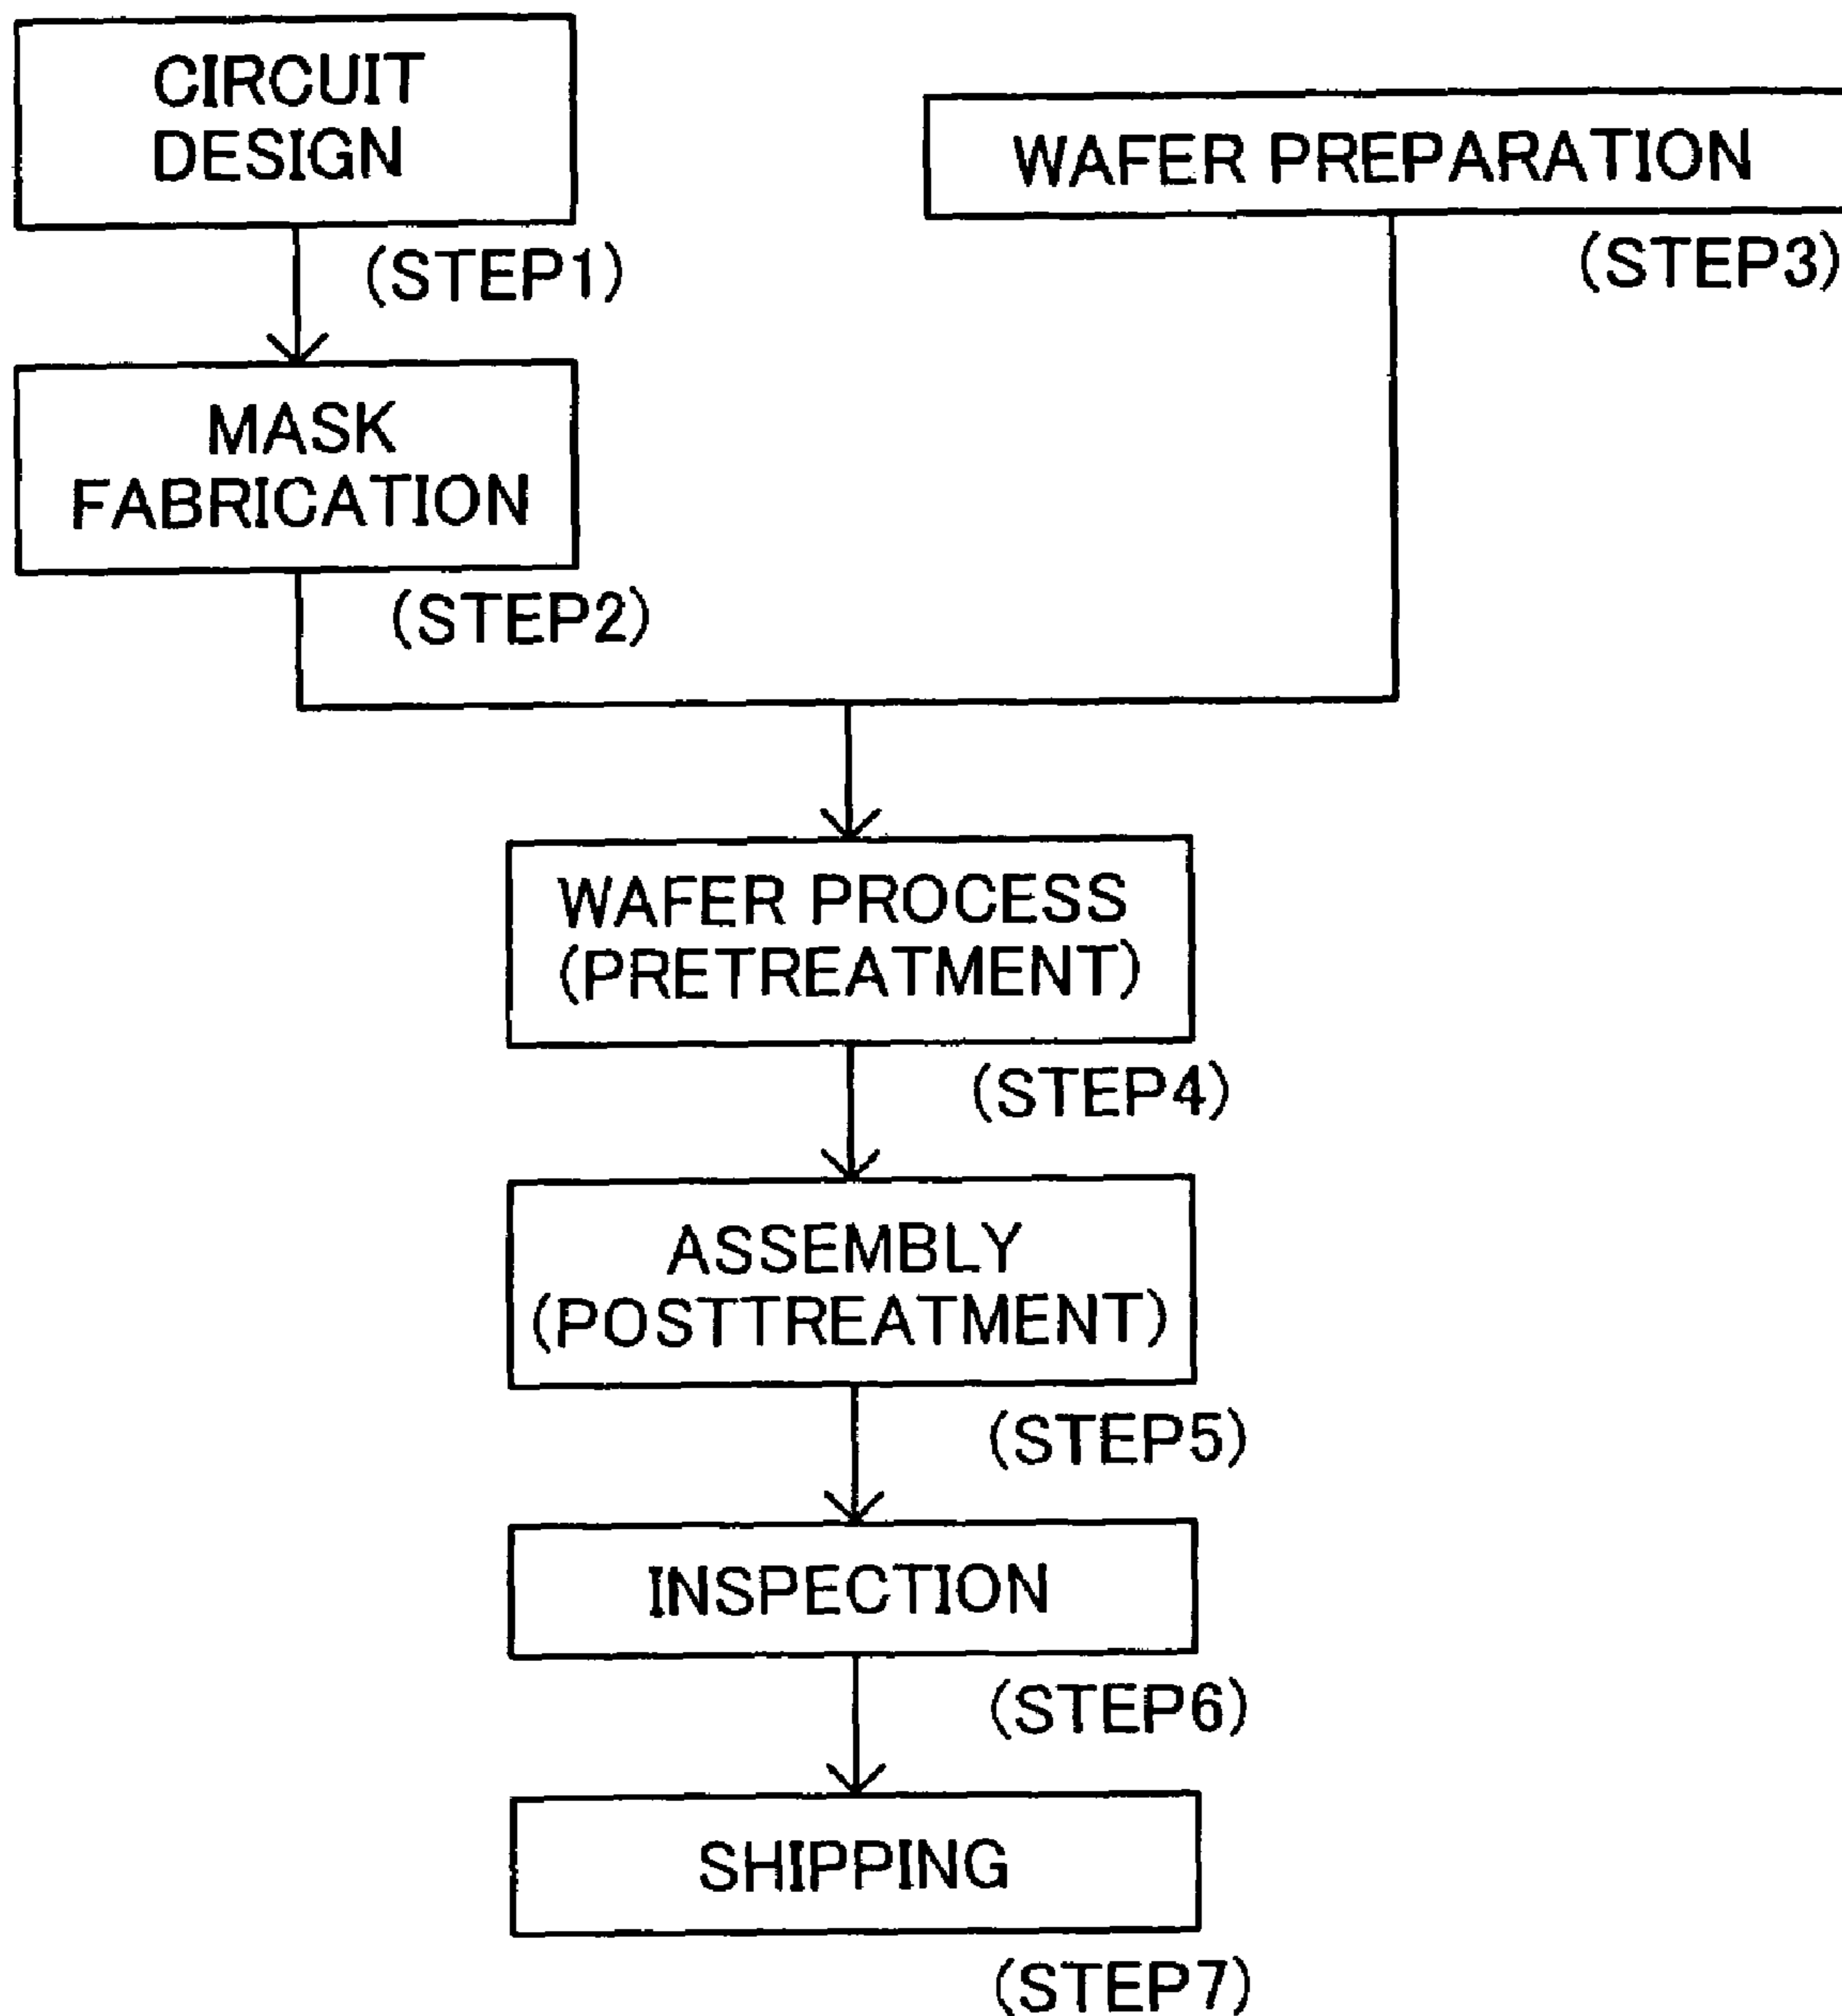 CIRCUIT
DESIGN
(STEP1)
WAFER PREPARATION
(STEP3)
MASK
FABRICATION
(STEP2)
WAFER PROCESS
(PRETREATMENT)
(STEP4)
ASSEMBLY
(POSTTREATMENT)
(STEP5)
INSPECTION
(STEP6)
SHIPPING
(STEP7)